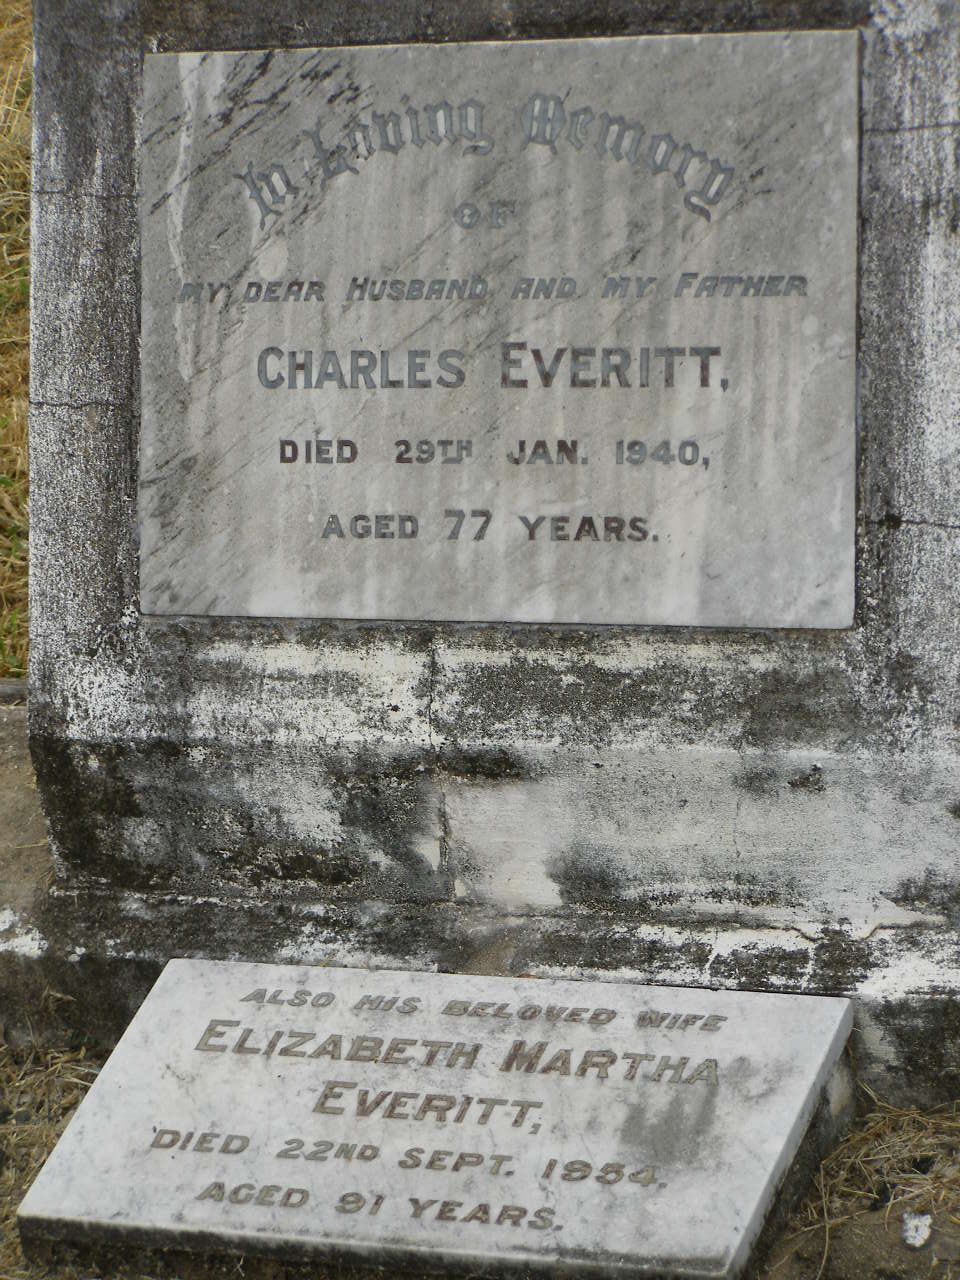 In Loving Memory
OF
MY DEAR HUSBAND AND MY FATHER
CHARLES EVERITT,
DIED 29TH JAN. 1940,
AGED 77 YEARS.
ALSO HIS BELOVED WIFE
ELIZABETH MARTHA
EVERITT,
DIED 22ND SEPT. 1954.
AGED 91 YEARS.